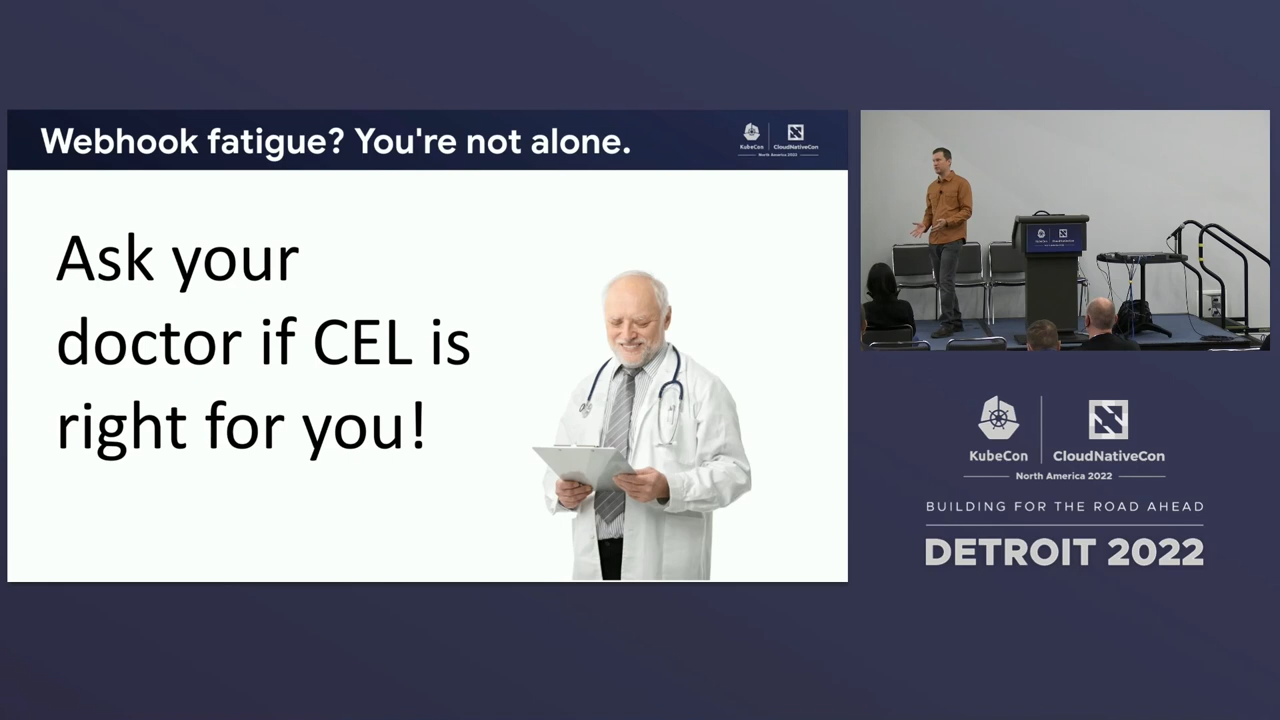 Webhook fatigue? You're not alone.
KubeCon
CloudNativeCon
North America 2022
Ask your
doctor if CEL is
right for you!
KubeCon
CloudNativeCon
North America 2022
BUILDING FOR THE ROAD AHEAD
DETROIT 2022